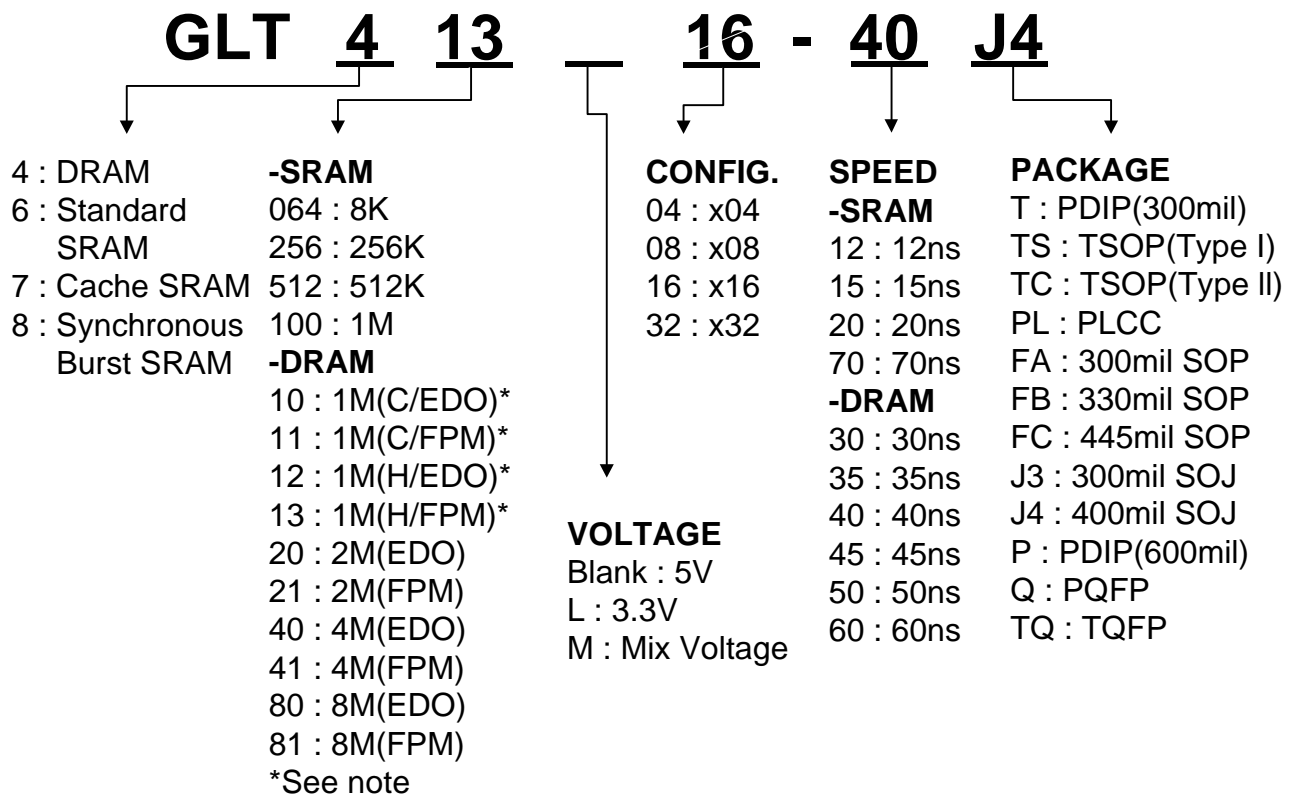 GLT 4 13 16 - 40 J4
4 : DRAM
6 : Standard
SRAM
7 : Cache SRAM
8 : Synchronous
Burst SRAM
-SRAM
064 : 8K
256 : 256K
512 : 512K
100 : 1M
-DRAM
10 : 1M(C/EDO)*
11 : 1M(C/FPM)*
12 : 1M(H/EDO)*
13 : 1M(H/FPM)*
20 : 2M(EDO)
21 : 2M(FPM)
40 : 4M(EDO)
41 : 4M(FPM)
80 : 8M(EDO)
81 : 8M(FPM)
*See note
VOLTAGE
Blank : 5V
L : 3.3V
M : Mix Voltage
CONFIG.
04 : x04
08 : x08
16 : x16
32 : x32
SPEED
-SRAM
12 : 12ns
15 : 15ns
20 : 20ns
70 : 70ns
-DRAM
30 : 30ns
35 : 35ns
40 : 40ns
45 : 45ns
50 : 50ns
60 : 60ns
PACKAGE
T : PDIP(300mil)
TS : TSOP(Type I)
TC : TSOP(Type ll)
PL : PLCC
FA : 300mil SOP
FB : 330mil SOP
FC : 445mil SOP
J3 : 300mil SOJ
J4 : 400mil SOJ
P : PDIP(600mil)
Q : PQFP
TQ : TQFP